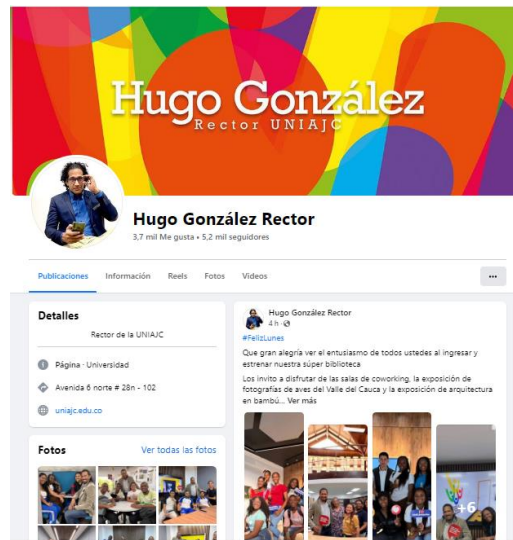 Hugo González
Rector UNIAJC
Hugo González Rector
3,7 mil Me gusta • 5,2 mil seguidores
Publicaciones Información Reels Fotos Videos ...
Detalles
Rector de la UNIAJC
Página · Universidad
Avenida 6 norte # 28n - 102
uniajc.edu.co
Fotos Ver todas las fotos
Hugo González Rector
4 h ·
#FelizLunes
Que gran alegría ver el entusiasmo de todos ustedes al ingresar y
estrenar nuestra súper biblioteca
Los invito a disfrutar de las salas de coworking, la exposición de
fotografías de aves del Valle del Cauca y la exposición de arquitectura
en bambú... Ver más
+6